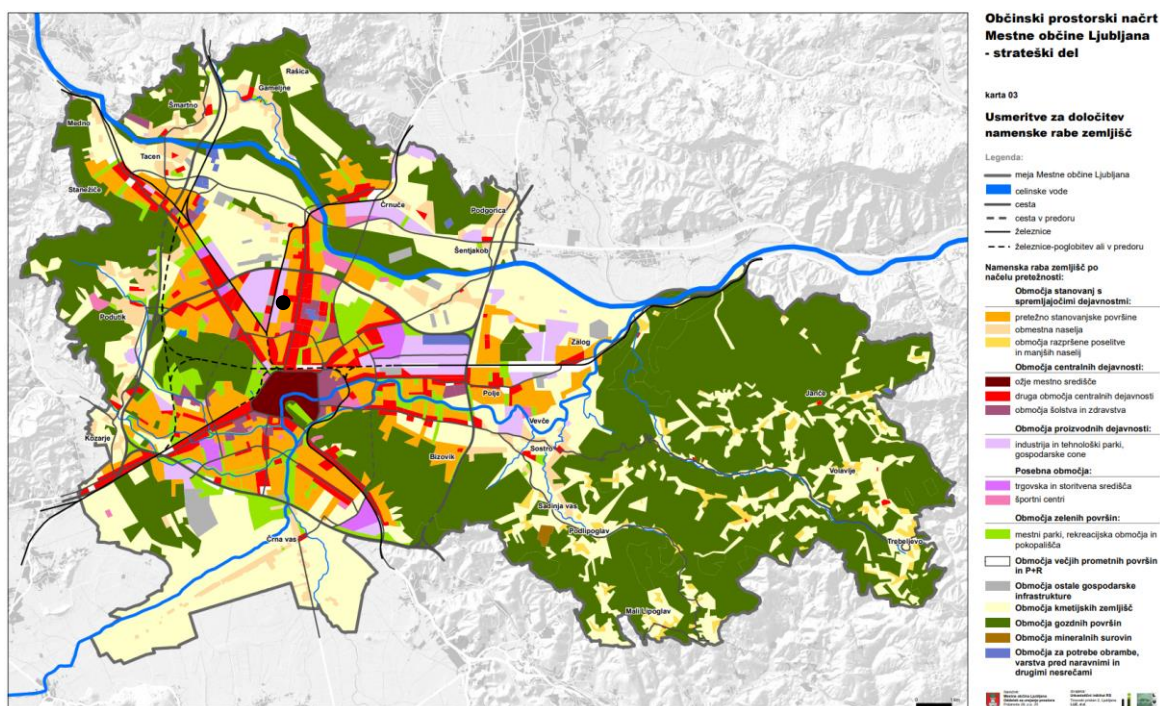 Občinski prostorski načrt
Mestne občine Ljubljana
- strateški del
karta 03
Usmeritve za določitev
namenske rabe zemljišč
Legenda:
meja Mestne občine Ljubljana
celinske vode
cesta
cesta v predoru
železnice
železnice-poglobitev ali v predoru
Namenska raba zemljišč po
načelu pretežnosti:
Območja stanovanj s
spremljajočimi dejavnostmi:
pretežno stanovanjske površine
obmestna naselja
območja razpršene poselitve
in manjših naselij
Območja centralnih dejavnosti:
ožje mestno središče
druga območja centralnih dejavnosti
območja šolstva in zdravstva
Območja proizvodnih dejavnosti:
industrija in tehnološki parki,
gospodarske cone
Posebna območja:
trgovska in storitvena središča
športni centri
Območja zelenih površin:
mestni parki, rekreacijska območja in
pokopališča
Območja večjih prometnih površin
in P+R
Območja ostale gospodarske
infrastrukture
Območja kmetijskih zemljišč
Območja gozdnih površin
Območja mineralnih surovin
Območja za potrebe obrambe,
varstva pred naravnimi in
drugimi nesrečami
Rašica
Gameljne
Šmartno
Medno
Tacen
Stanežiče
Črnuče
Podgorica
Šentjakob
Podutik
Zalog
Polje
Janče
Vevče
Kozarje
Sostro
Bizovik
Volavlje
Sadinja vas
Podlipoglav
Črna vas
Trebeljevo
Mali Lipoglav